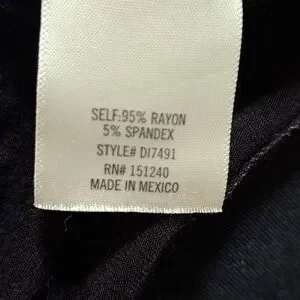 SELF:95% RAYON
5% SPANDEX
STYLE# DI7491
RN# 151240
MADE IN MEXICO